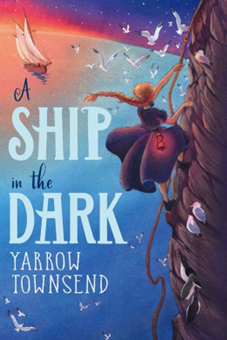 A
SHIP
in the
DARK
YARROW
TOWNSEND